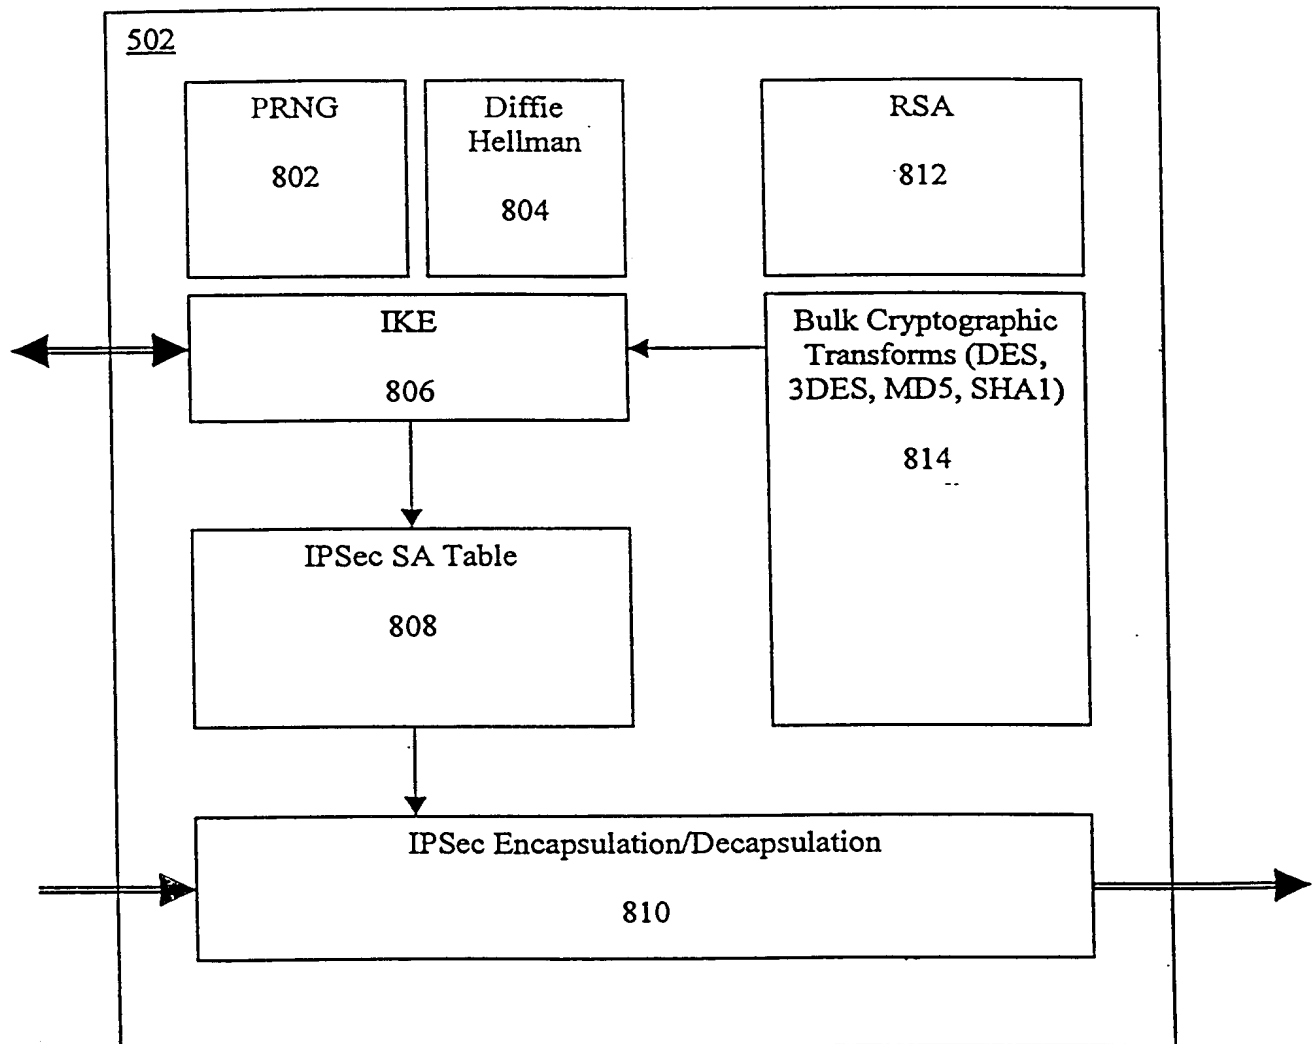 502
PRNG
802
Diffie
Hellman
804
RSA
812
IKE
806
Bulk Cryptographic
Transforms (DES,
3DES, MD5, SHA1)
814
IPSec SA Table
808
IPSec Encapsulation/Decapsulation
810